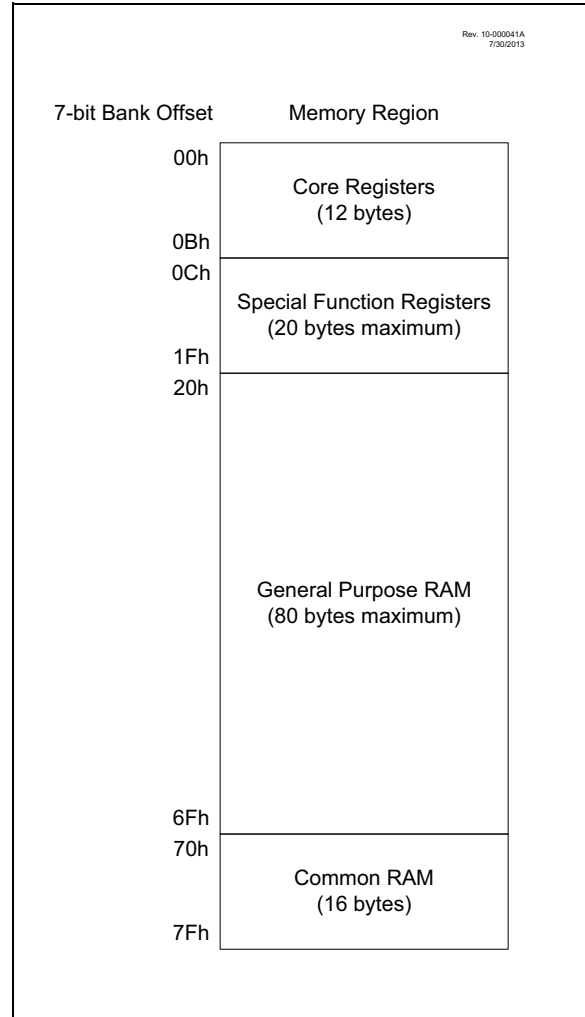 Rev. 10-000041A
7/30/2013
7-bit Bank Offset Memory Region
00h
Core Registers
(12 bytes)
0Bh
0Ch
Special Function Registers
(20 bytes maximum)
1Fh
20h
General Purpose RAM
(80 bytes maximum)
6Fh
70h
Common RAM
(16 bytes)
7Fh